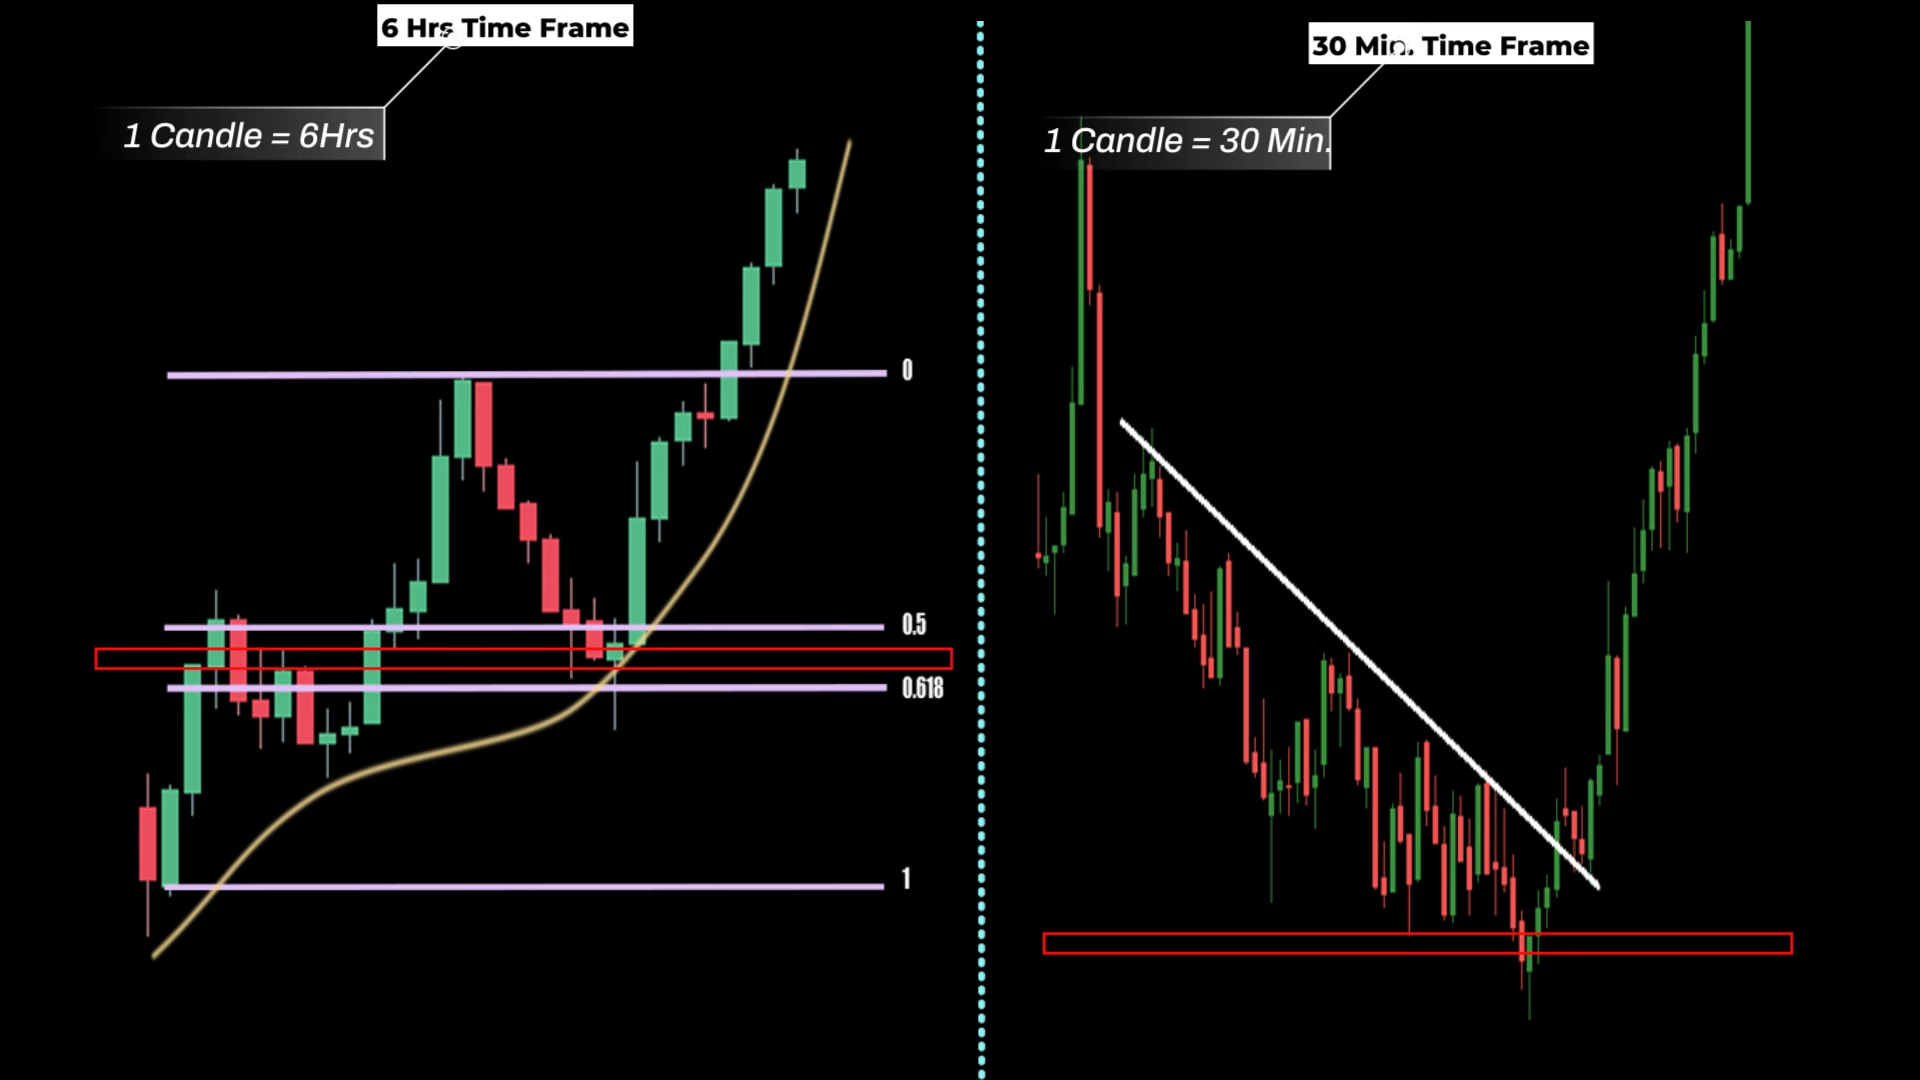 6 Hrs Time Frame
1 Candle = 6Hrs
0
0.5
0.618
1
30 Min. Time Frame
1 Candle = 30 Min.